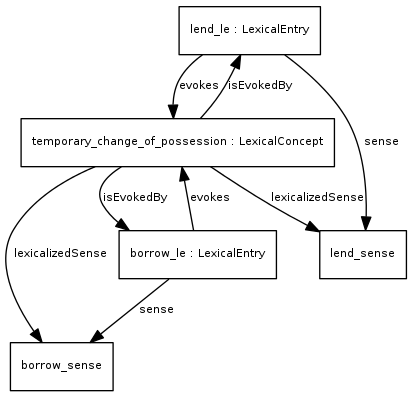 lend_le : LexicalEntry
evokes
isEvokedBy
temporary_change_of_possession : LexicalConcept
sense
isEvokedBy
evokes
lexicalizedSense
lexicalizedSense
borrow_le : LexicalEntry
lend_sense
sense
borrow_sense